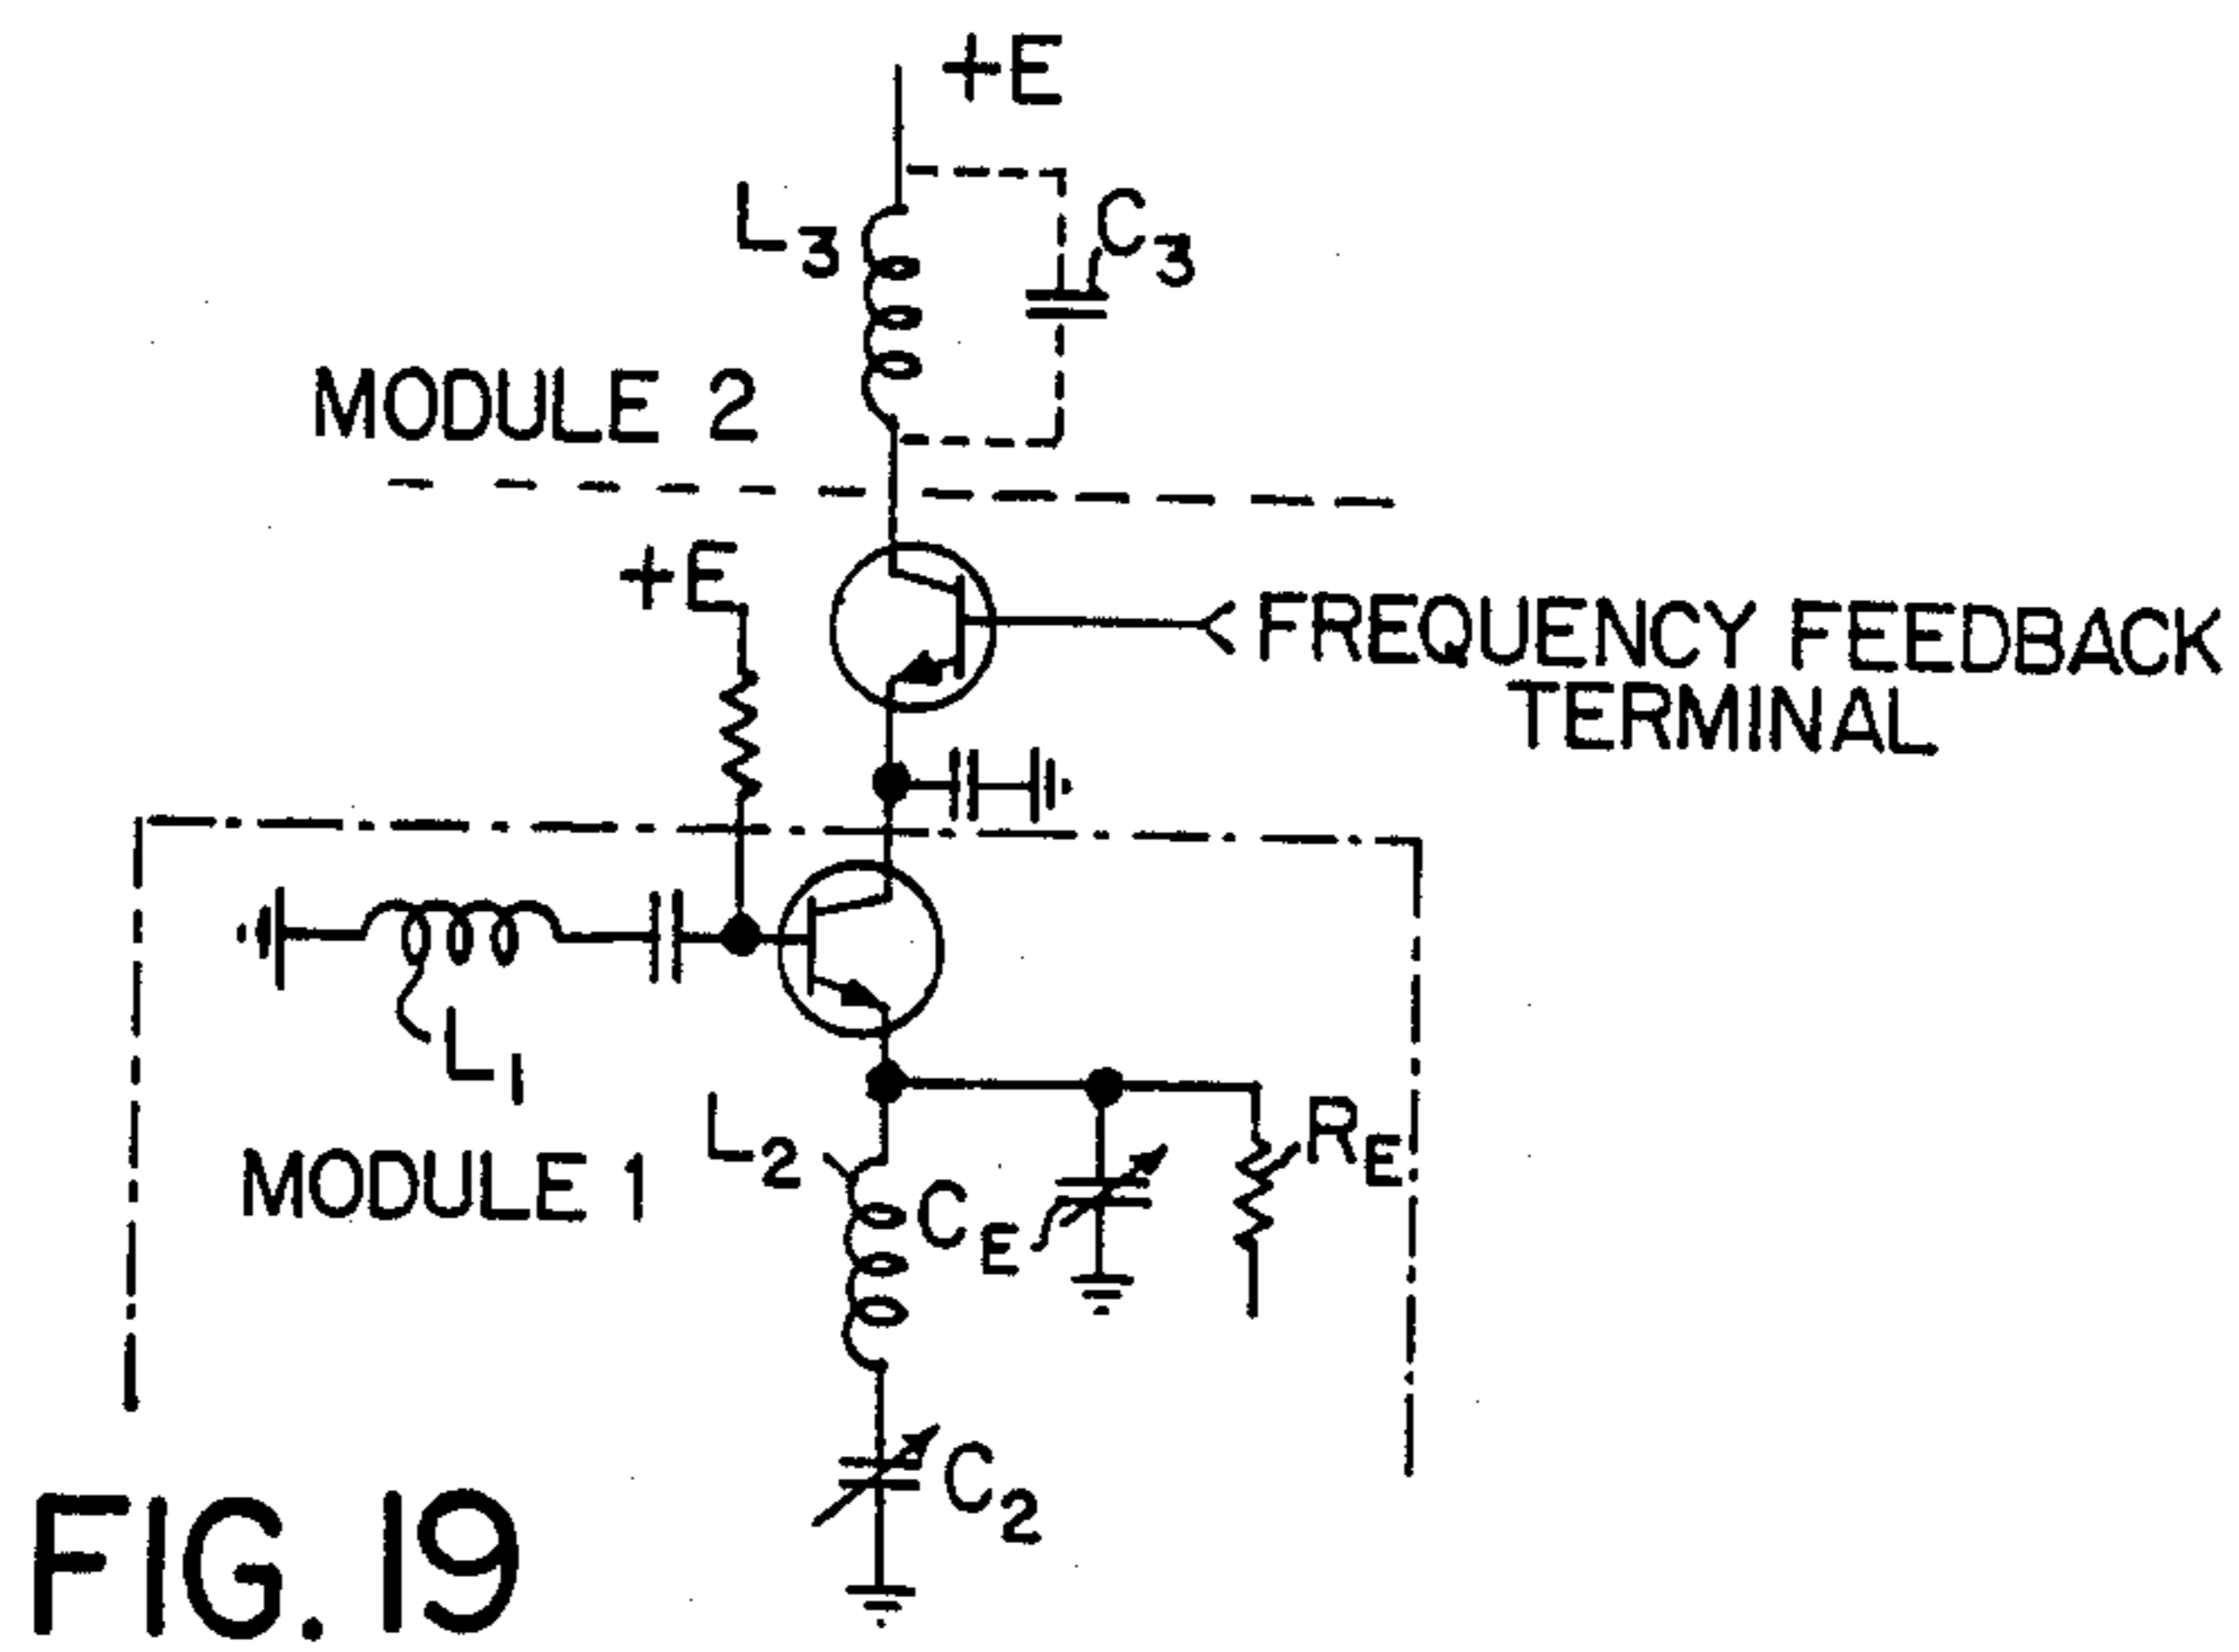 +E
L3
C3
MODULE 2
+E
FREQUENCY FEEDBACK
TERMINAL
L1
MODULE 1
L2
CE
RE
C2
FIG. 19